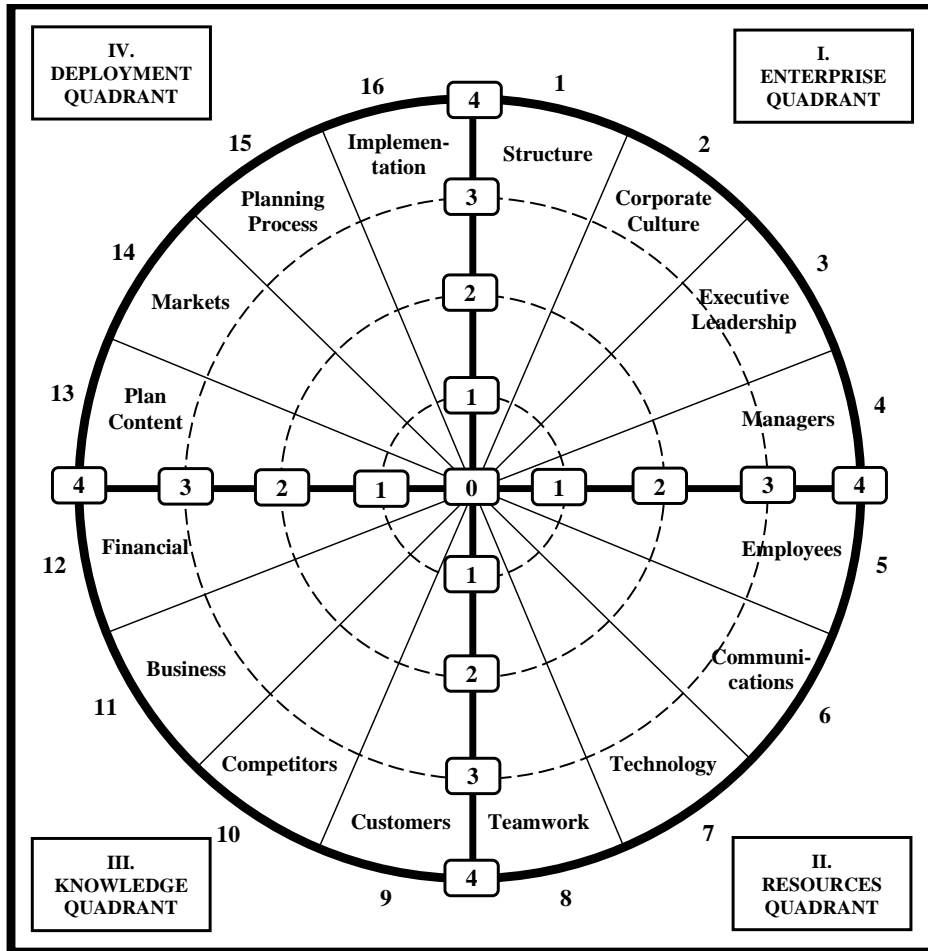 IV.
DEPLOYMENT
QUADRANT
I.
ENTERPRISE
QUADRANT
16
1
15
2
14
3
13
4
12
5
11
6
10
7
9
8
Implemen-
tation
Structure
Planning
Process
Corporate
Culture
Markets
Executive
Leadership
Plan
Content
Managers
4
3
2
1
4
3
2
1
0
1
2
3
4
1
2
3
4
Financial
Employees
Business
Communi-
cations
Competitors
Technology
Customers
Teamwork
III.
KNOWLEDGE
QUADRANT
II.
RESOURCES
QUADRANT